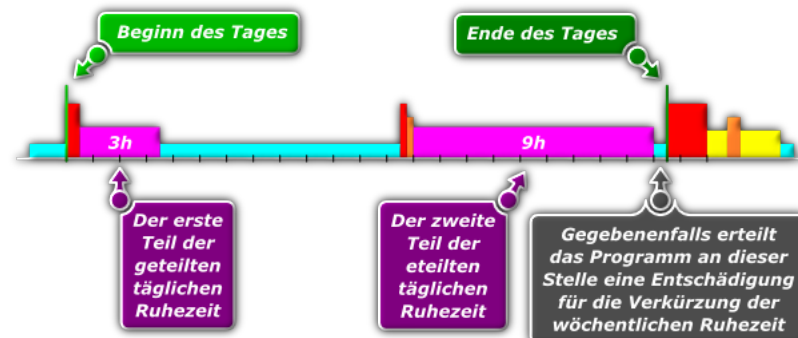 Beginn des Tages
Ende des Tages
3h
9h
Der erste
Teil der
geteilten
täglichen
Ruhezeit
Der zweite
Teil der
eteilten
täglichen
Ruhezeit
Gegebenenfalls erteilt
das Programm an dieser
Stelle eine Entschädigung
für die Verkürzung der
wöchentlichen Ruhezeit